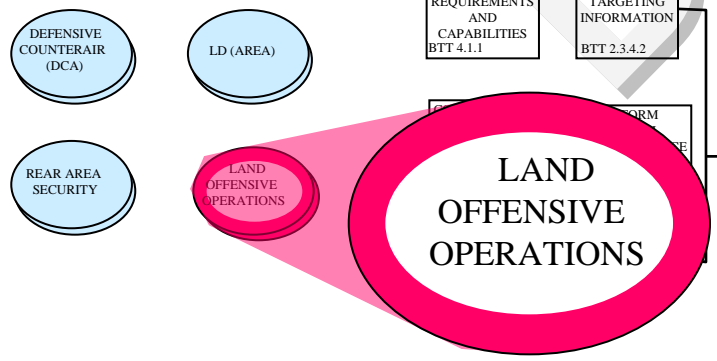 REQUIREMENTS
AND
CAPABILITIES
BTT 4.1.1
TARGETING
INFORMATION
BTT 2.3.4.2
DEFENSIVE
COUNTERAIR
(DCA)
LD (AREA)
REAR AREA
SECURITY
LAND
OFFENSIVE
OPERATIONS
LAND
OFFENSIVE
OPERATIONS